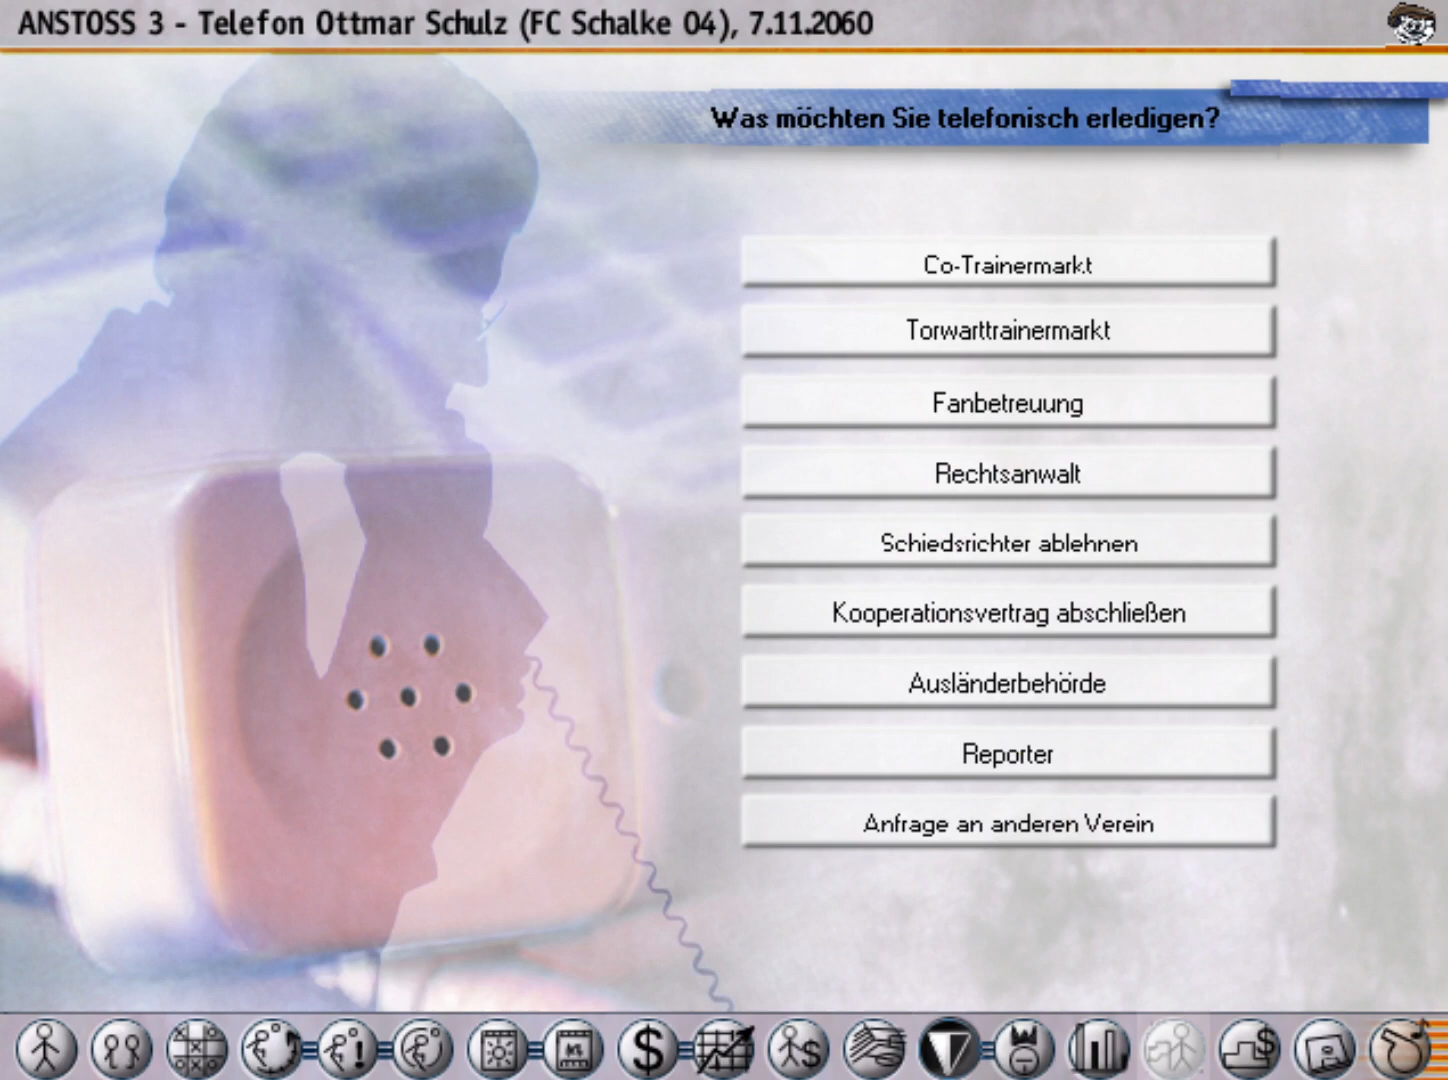 ANSTOSS 3 - Telefon Ottmar Schulz (FC Schalke 04), 7.11.2060
Was möchten Sie telefonisch erledigen?
Co-Trainermarkt
Torwarttrainermarkt
Fanbetreuung
Rechtsanwalt
Schiedsrichter ablehnen
Kooperationsvertrag abschließen
Ausländerbehörde
Reporter
Anfrage an anderen Verein